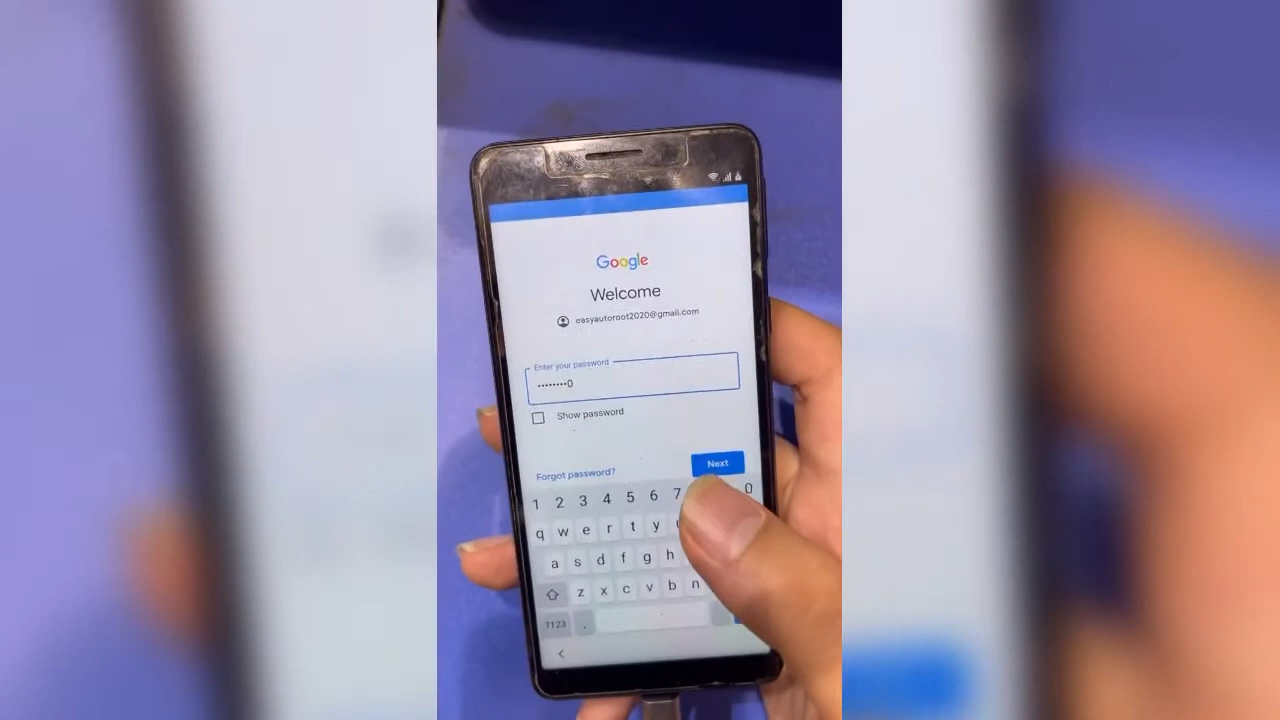 Google
Welcome
easyautoroot2020@gmail.com
Enter your password
••••••••0
Show password
Forgot password?
Next
1 2 3 4 5 6 7 0
q w e r t y u
a s d f g h
z x c v b n
?123 .